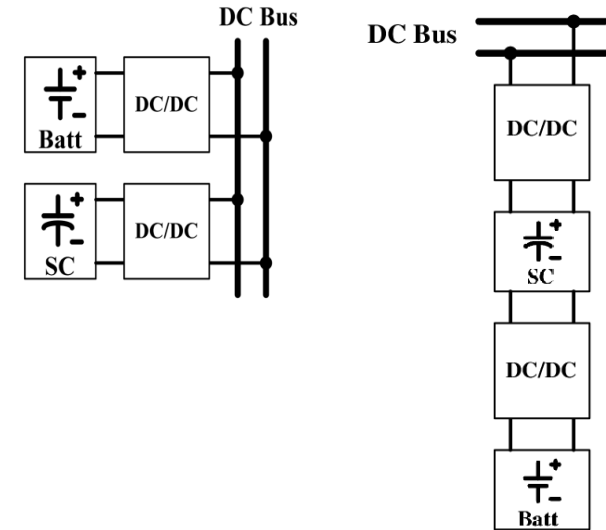 DC Bus
+
-
Batt
DC/DC
+
-
SC
DC/DC
DC Bus
DC/DC
+
-
SC
DC/DC
+
-
Batt